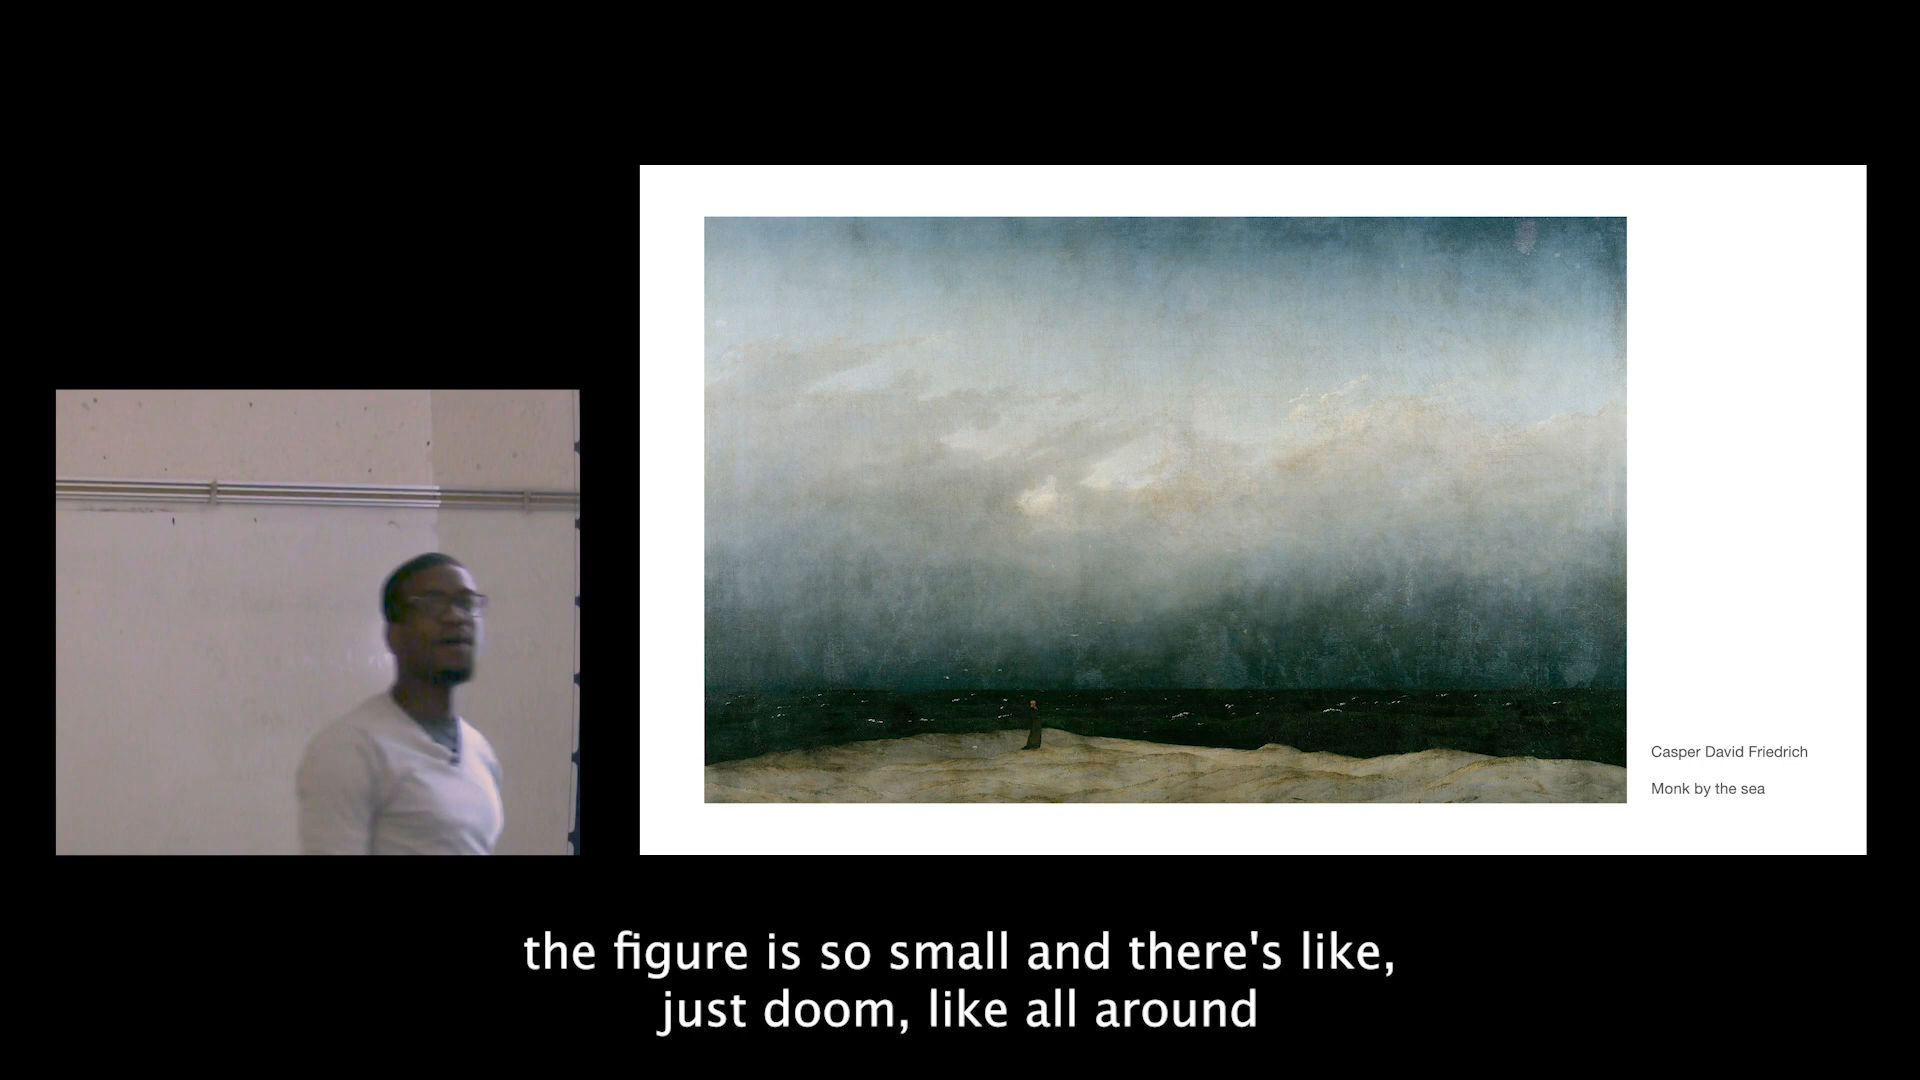 Casper David Friedrich
Monk by the sea
the figure is so small and there's like,
just doom, like all around